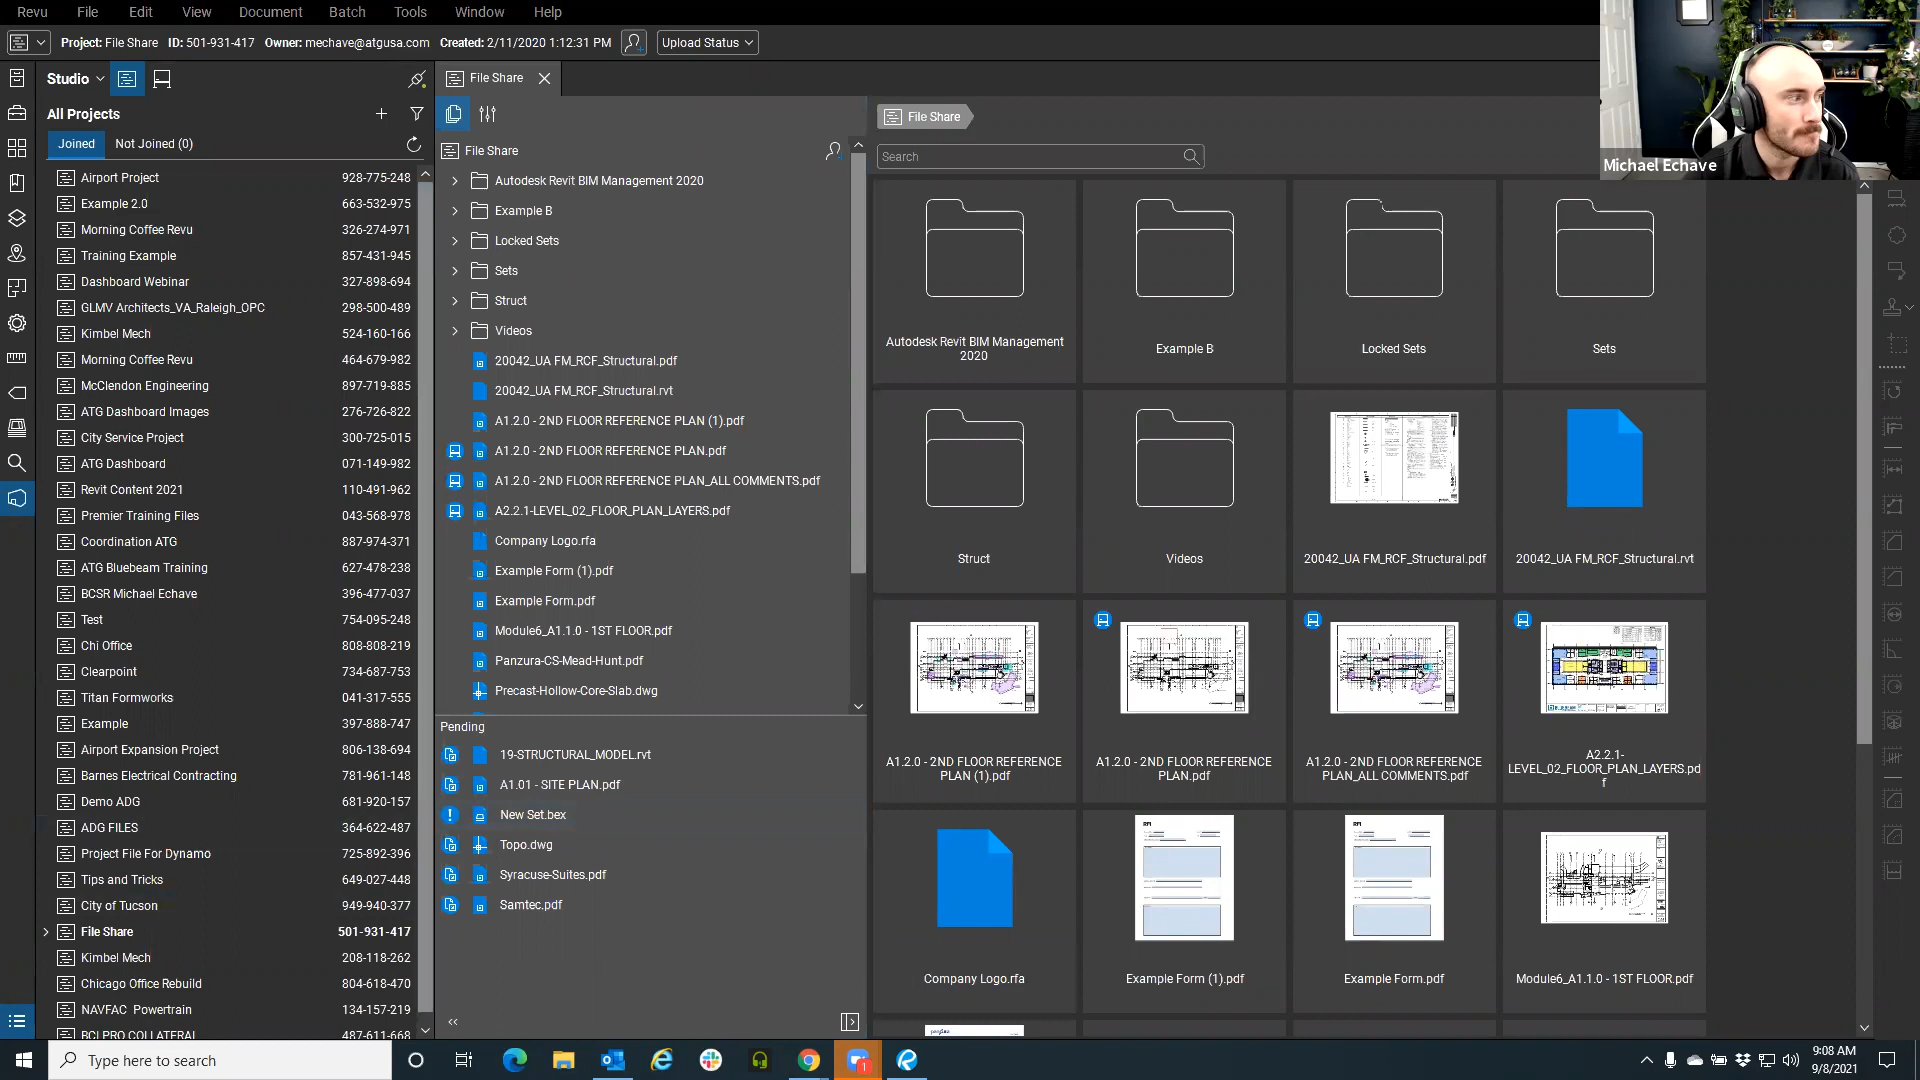 Revu File Edit View Document Batch Tools Window Help
Project: File Share ID: 501-931-417 Owner: mechave@atgusa.com Created: 2/11/2020 1:12:31 PM Upload Status
Studio
All Projects
Joined Not Joined (0)
Airport Project 928-775-248
Example 2.0 663-532-975
Morning Coffee Revu 326-274-971
Training Example 857-431-945
Dashboard Webinar 327-898-694
GLMV Architects_VA_Raleigh_OPC 298-500-489
Kimbel Mech 524-160-166
Morning Coffee Revu 464-679-982
McClendon Engineering 897-719-885
ATG Dashboard Images 276-726-822
City Service Project 300-725-015
ATG Dashboard 071-149-982
Revit Content 2021 110-491-962
Premier Training Files 043-568-978
Coordination ATG 887-974-371
ATG Bluebeam Training 627-478-238
BCSR Michael Echave 396-477-037
Test 754-095-248
Chi Office 808-808-219
Clearpoint 734-687-753
Titan Formworks 041-317-555
Example 397-888-747
Airport Expansion Project 806-138-694
Barnes Electrical Contracting 781-961-148
Demo ADG 681-920-157
ADG FILES 364-622-487
Project File For Dynamo 725-892-396
Tips and Tricks 649-027-448
City of Tucson 949-940-377
File Share 501-931-417
Kimbel Mech 208-118-262
Chicago Office Rebuild 804-618-470
NAVFAC Powertrain 134-157-219
BCI PRO COLLATERAL 487-611-668
File Share
File Share
Autodesk Revit BIM Management 2020
Example B
Locked Sets
Sets
Struct
Videos
20042_UA FM_RCF_Structural.pdf
20042_UA FM_RCF_Structural.rvt
A1.2.0 - 2ND FLOOR REFERENCE PLAN (1).pdf
A1.2.0 - 2ND FLOOR REFERENCE PLAN.pdf
A1.2.0 - 2ND FLOOR REFERENCE PLAN_ALL COMMENTS.pdf
A2.2.1-LEVEL_02_FLOOR_PLAN_LAYERS.pdf
Company Logo.rfa
Example Form (1).pdf
Example Form.pdf
Module6_A1.1.0 - 1ST FLOOR.pdf
Panzura-CS-Mead-Hunt.pdf
Precast-Hollow-Core-Slab.dwg
Pending
19-STRUCTURAL_MODEL.rvt
A1.01 - SITE PLAN.pdf
New Set.bex
Topo.dwg
Syracuse-Suites.pdf
Samtec.pdf
File Share
Search
Autodesk Revit BIM Management
2020
Example B
Locked Sets
Sets
Struct
Videos
20042_UA FM_RCF_Structural.pdf
20042_UA FM_RCF_Structural.rvt
A1.2.0 - 2ND FLOOR REFERENCE
PLAN (1).pdf
A1.2.0 - 2ND FLOOR REFERENCE
PLAN.pdf
A1.2.0 - 2ND FLOOR REFERENCE
PLAN_ALL COMMENTS.pdf
A2.2.1-
LEVEL_02_FLOOR_PLAN_LAYERS.pd
f
RFI
RFI
Company Logo.rfa
Example Form (1).pdf
Example Form.pdf
Module6_A1.1.0 - 1ST FLOOR.pdf
Michael Echave
Type here to search
1
9:08 AM
9/8/2021